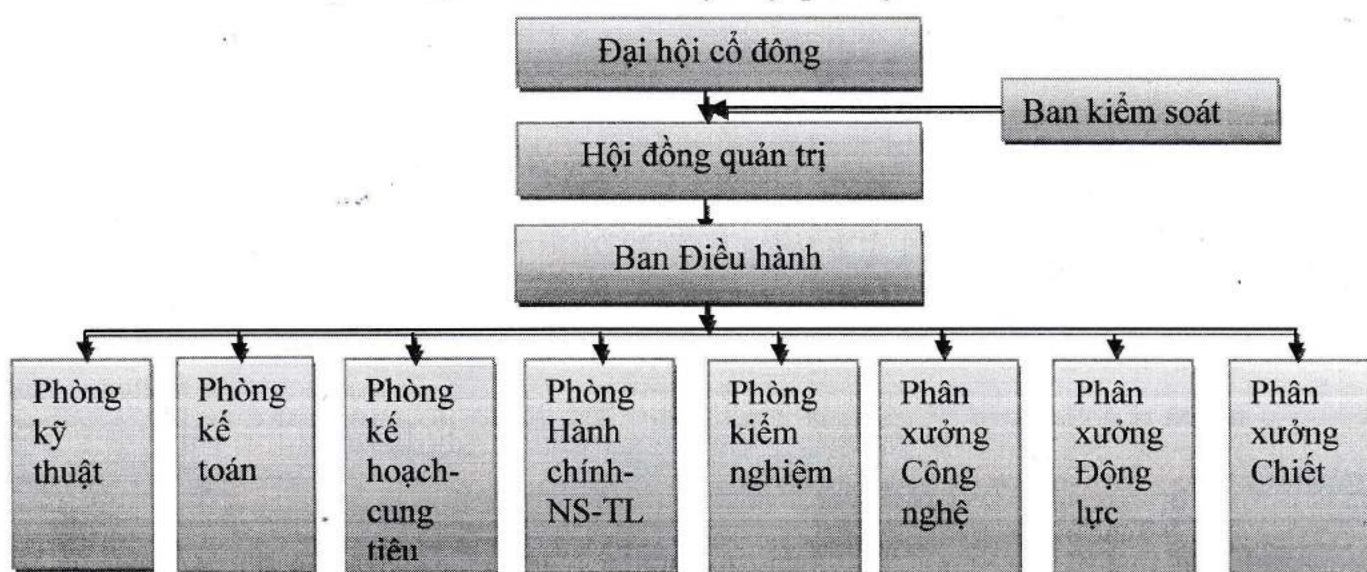 Đại hội cổ đông
Ban kiểm soát
Hội đồng quản trị
Ban Điều hành
Phòng
kỹ
thuật
Phòng
kế
toán
Phòng
kế
hoạch-
cung
tiêu
Phòng
Hành
chính-
NS-TL
Phòng
kiểm
nghiệm
Phân
xưởng
Công
nghệ
Phân
xưởng
Động
lực
Phân
xưởng
Chiết